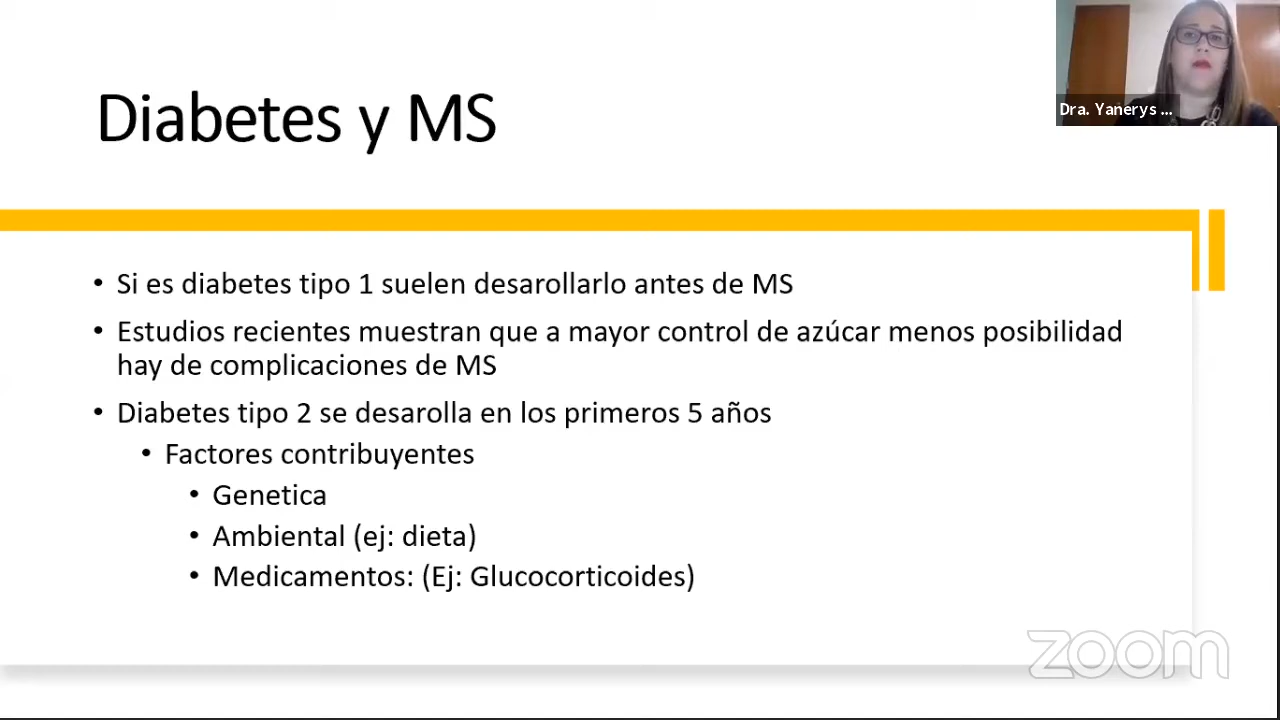 Diabetes y MS
Dra. Yanerys ...
• Si es diabetes tipo 1 suelen desarollarlo antes de MS
• Estudios recientes muestran que a mayor control de azúcar menos posibilidad
hay de complicaciones de MS
• Diabetes tipo 2 se desarolla en los primeros 5 años
• Factores contribuyentes
• Genetica
• Ambiental (ej: dieta)
• Medicamentos: (Ej: Glucocorticoides)
zoom